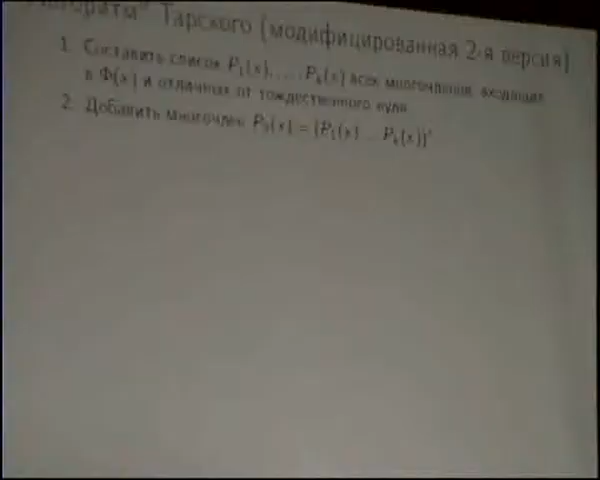 Тарского (модифицированная 2-я версия)
1. Составить список P₁(x), ..., Pₖ(x) всех многочленов, входящих
в Φ(x) и отличных от тождественного нуля
2. Добавить многочлен P₀(x) = (P₁(x) ... Pₖ(x))′